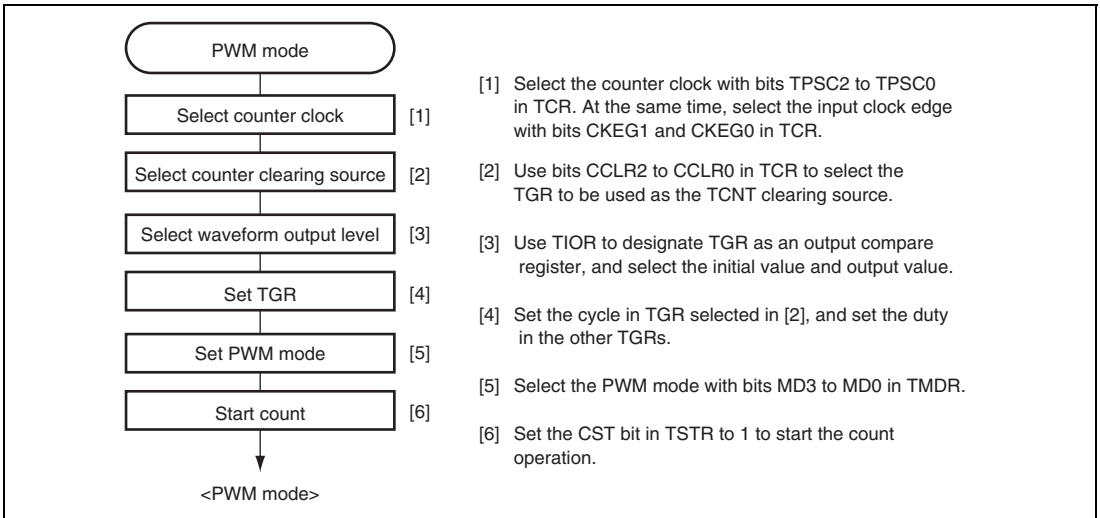 PWM mode
Select counter clock [1]
Select counter clearing source [2]
Select waveform output level [3]
Set TGR [4]
Set PWM mode [5]
Start count [6]
<PWM mode>
[1] Select the counter clock with bits TPSC2 to TPSC0
in TCR. At the same time, select the input clock edge
with bits CKEG1 and CKEG0 in TCR.
[2] Use bits CCLR2 to CCLR0 in TCR to select the
TGR to be used as the TCNT clearing source.
[3] Use TIOR to designate TGR as an output compare
register, and select the initial value and output value.
[4] Set the cycle in TGR selected in [2], and set the duty
in the other TGRs.
[5] Select the PWM mode with bits MD3 to MD0 in TMDR.
[6] Set the CST bit in TSTR to 1 to start the count
operation.